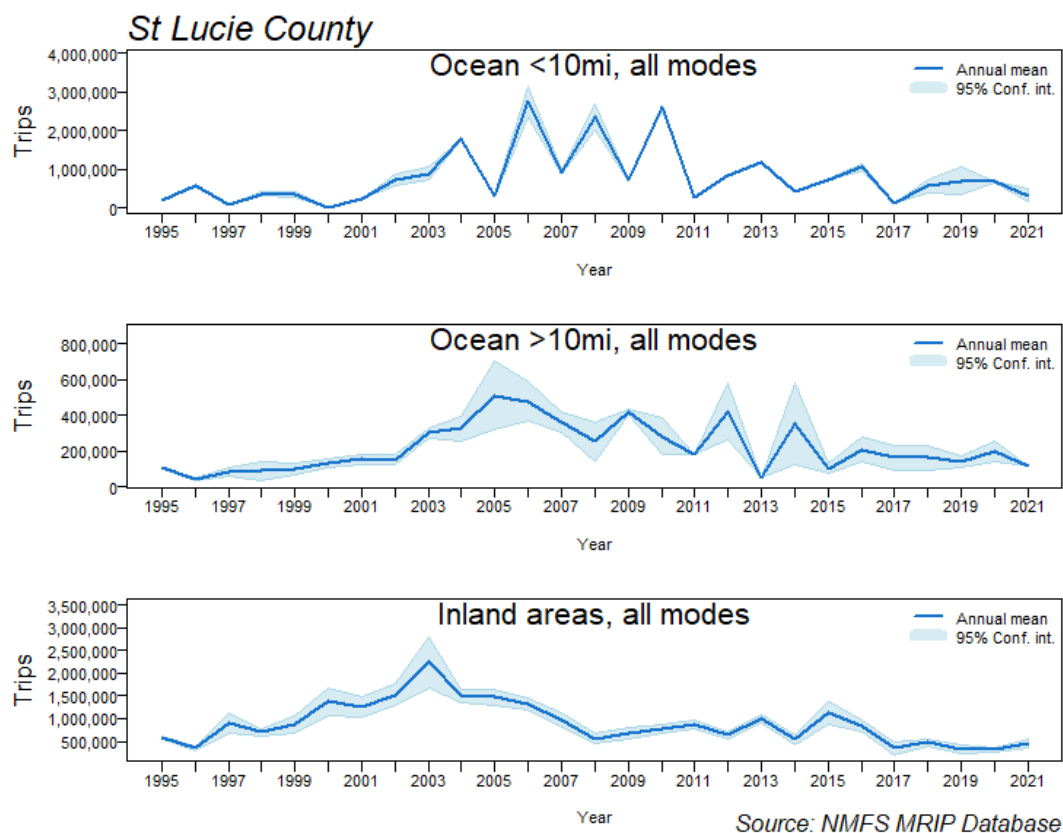 St Lucie County
Ocean <10mi, all modes
Annual mean
95% Conf. int.
Trips
4,000,000
3,000,000
2,000,000
1,000,000
0
1995 1997 1999 2001 2003 2005 2007 2009 2011 2013 2015 2017 2019 2021
Year
Ocean >10mi, all modes
Annual mean
95% Conf. int.
Trips
800,000
600,000
400,000
200,000
0
1995 1997 1999 2001 2003 2005 2007 2009 2011 2013 2015 2017 2019 2021
Year
Inland areas, all modes
Annual mean
95% Conf. int.
Trips
3,500,000
3,000,000
2,500,000
2,000,000
1,500,000
1,000,000
500,000
1995 1997 1999 2001 2003 2005 2007 2009 2011 2013 2015 2017 2019 2021
Year
Source: NMFS MRIP Database